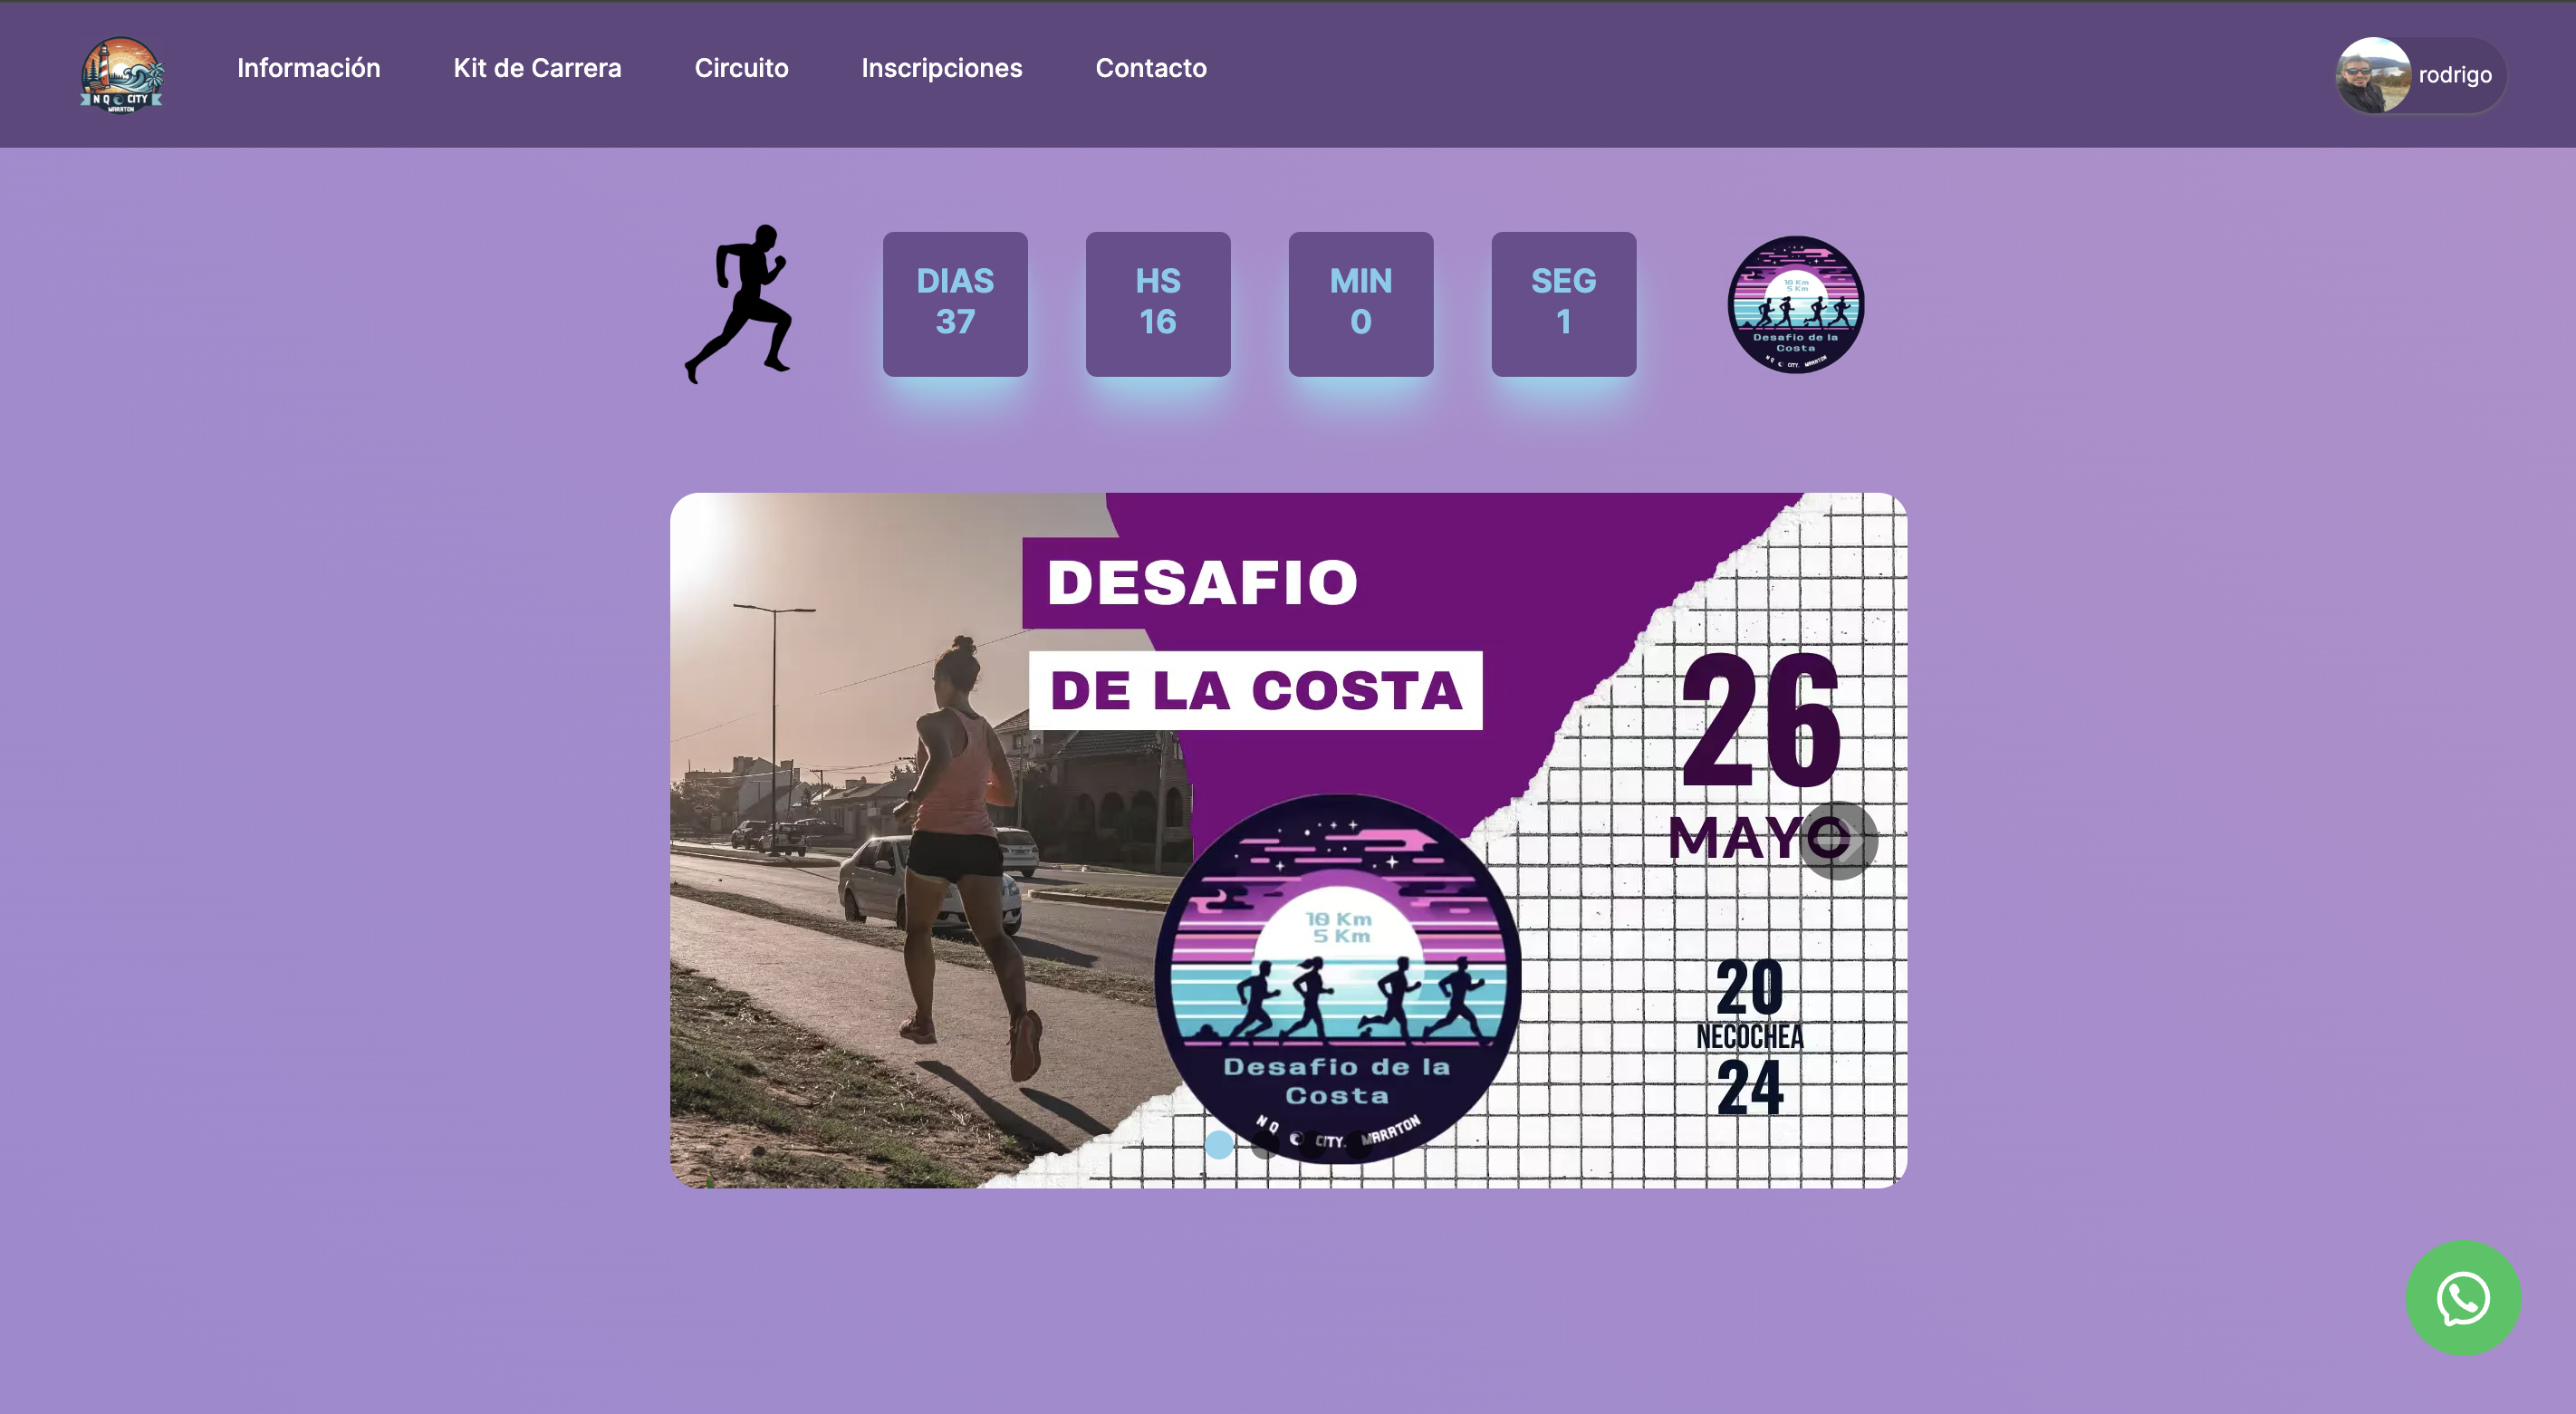 N Q CITY
MARATON
Información
Kit de Carrera
Circuito
Inscripciones
Contacto
rodrigo
DIAS
37
HS
16
MIN
0
SEG
1
10 Km
5 Km
Desafio de la
Costa
N Q CITY. MARATON
DESAFIO
DE LA COSTA
26
MAYO
10 Km
5 Km
Desafio de la
Costa
N Q CITY. MARATON
20
NECOCHEA
24